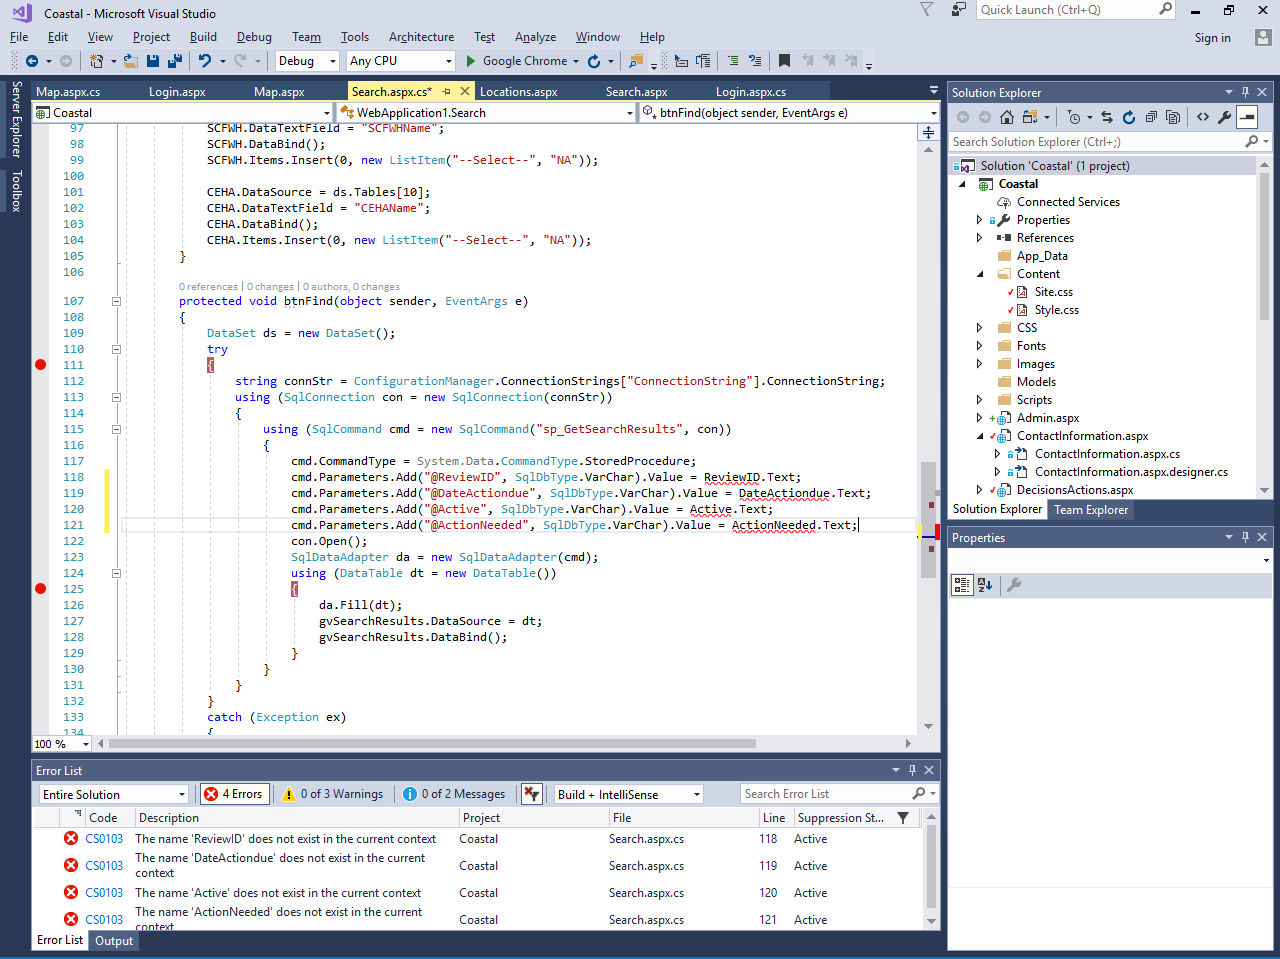 Coastal - Microsoft Visual Studio
Quick Launch (Ctrl+Q)
File Edit View Project Build Debug Team Tools Architecture Test Analyze Window Help
Sign in
Debug Any CPU Google Chrome
Server Explorer
Toolbox
Map.aspx.cs Login.aspx Map.aspx Search.aspx.cs* Locations.aspx Search.aspx Login.aspx.cs
Coastal WebApplication1.Search btnFind(object sender, EventArgs e)
97 SCFWH.DataTextField = "SCFWHName";
98 SCFWH.DataBind();
99 SCFWH.Items.Insert(0, new ListItem("--Select--", "NA"));
100
101 CEHA.DataSource = ds.Tables[10];
102 CEHA.DataTextField = "CEHAName";
103 CEHA.DataBind();
104 CEHA.Items.Insert(0, new ListItem("--Select--", "NA"));
105 }
106
0 references | 0 changes | 0 authors, 0 changes
107 protected void btnFind(object sender, EventArgs e)
108 {
109 DataSet ds = new DataSet();
110 try
111 {
112 string connStr = ConfigurationManager.ConnectionStrings["ConnectionString"].ConnectionString;
113 using (SqlConnection con = new SqlConnection(connStr))
114 {
115 using (SqlCommand cmd = new SqlCommand("sp_GetSearchResults", con))
116 {
117 cmd.CommandType = System.Data.CommandType.StoredProcedure;
118 cmd.Parameters.Add("@ReviewID", SqlDbType.VarChar).Value = ReviewID.Text;
119 cmd.Parameters.Add("@DateActiondue", SqlDbType.VarChar).Value = DateActiondue.Text;
120 cmd.Parameters.Add("@Active", SqlDbType.VarChar).Value = Active.Text;
121 cmd.Parameters.Add("@ActionNeeded", SqlDbType.VarChar).Value = ActionNeeded.Text;
122 con.Open();
123 SqlDataAdapter da = new SqlDataAdapter(cmd);
124 using (DataTable dt = new DataTable())
125 {
126 da.Fill(dt);
127 gvSearchResults.DataSource = dt;
128 gvSearchResults.DataBind();
129 }
130 }
131 }
132 }
133 catch (Exception ex)
134 {
100 %
Error List
Entire Solution 4 Errors 0 of 3 Warnings 0 of 2 Messages Build + IntelliSense Search Error List
Code Description Project File Line Suppression St...
CS0103 The name 'ReviewID' does not exist in the current context Coastal Search.aspx.cs 118 Active
CS0103 The name 'DateActiondue' does not exist in the current context Coastal Search.aspx.cs 119 Active
CS0103 The name 'Active' does not exist in the current context Coastal Search.aspx.cs 120 Active
CS0103 The name 'ActionNeeded' does not exist in the current context Coastal Search.aspx.cs 121 Active
Error List Output
Solution Explorer
Search Solution Explorer (Ctrl+;)
Solution 'Coastal' (1 project)
Coastal
Connected Services
Properties
References
App_Data
Content
Site.css
Style.css
CSS
Fonts
Images
Models
Scripts
Admin.aspx
ContactInformation.aspx
ContactInformation.aspx.cs
ContactInformation.aspx.designer.cs
DecisionsActions.aspx
Solution Explorer Team Explorer
Properties